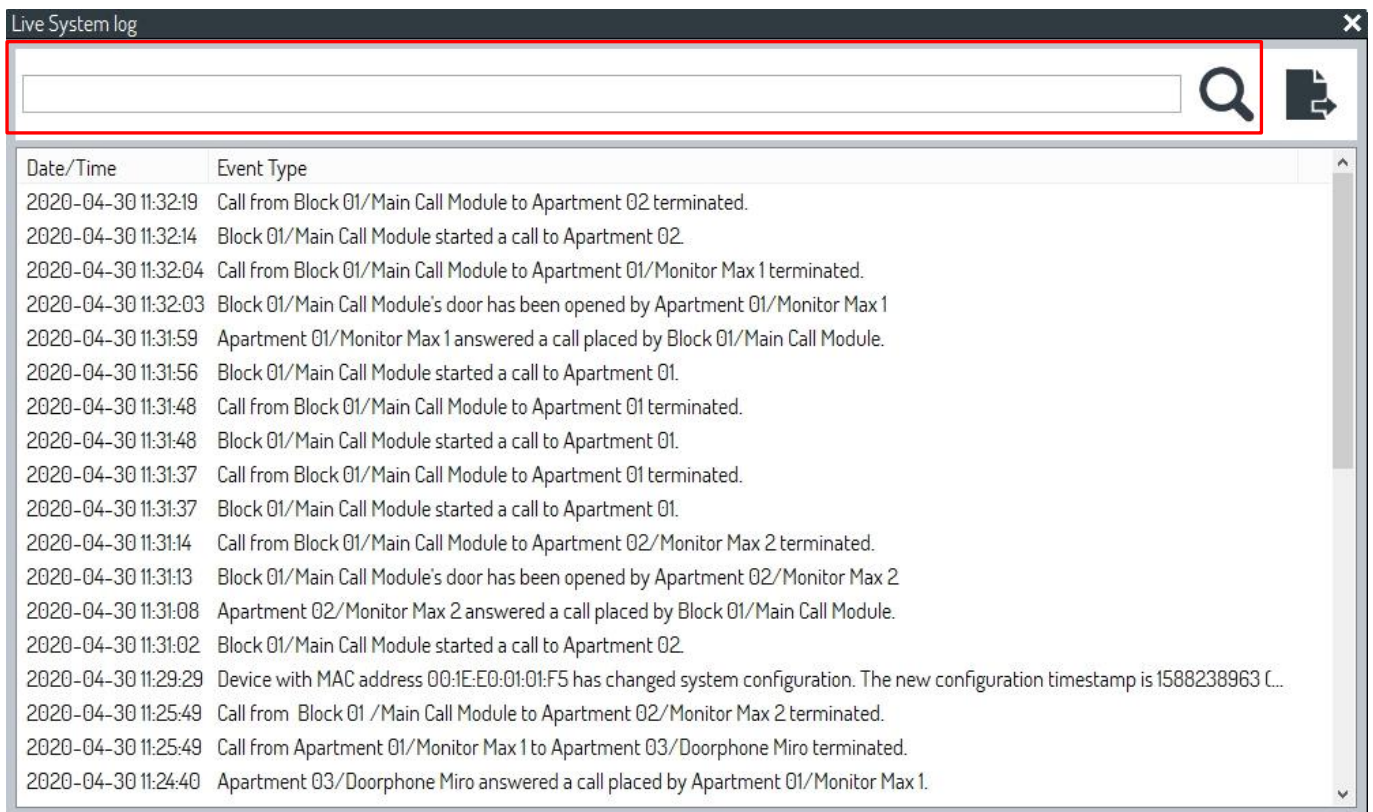 Live System log
Date/Time Event Type
2020-04-30 11:32:19 Call from Block 01/Main Call Module to Apartment 02 terminated.
2020-04-30 11:32:14 Block 01/Main Call Module started a call to Apartment 02.
2020-04-30 11:32:04 Call from Block 01/Main Call Module to Apartment 01/Monitor Max 1 terminated.
2020-04-30 11:32:03 Block 01/Main Call Module's door has been opened by Apartment 01/Monitor Max 1
2020-04-30 11:31:59 Apartment 01/Monitor Max 1 answered a call placed by Block 01/Main Call Module.
2020-04-30 11:31:56 Block 01/Main Call Module started a call to Apartment 01.
2020-04-30 11:31:48 Call from Block 01/Main Call Module to Apartment 01 terminated.
2020-04-30 11:31:48 Block 01/Main Call Module started a call to Apartment 01.
2020-04-30 11:31:37 Call from Block 01/Main Call Module to Apartment 01 terminated.
2020-04-30 11:31:37 Block 01/Main Call Module started a call to Apartment 01.
2020-04-30 11:31:14 Call from Block 01/Main Call Module to Apartment 02/Monitor Max 2 terminated.
2020-04-30 11:31:13 Block 01/Main Call Module's door has been opened by Apartment 02/Monitor Max 2
2020-04-30 11:31:08 Apartment 02/Monitor Max 2 answered a call placed by Block 01/Main Call Module.
2020-04-30 11:31:02 Block 01/Main Call Module started a call to Apartment 02.
2020-04-30 11:29:29 Device with MAC address 00:1E:E0:01:01:F5 has changed system configuration. The new configuration timestamp is 1588238963 (...
2020-04-30 11:25:49 Call from Block 01 /Main Call Module to Apartment 02/Monitor Max 2 terminated.
2020-04-30 11:25:49 Call from Apartment 01/Monitor Max 1 to Apartment 03/Doorphone Miro terminated.
2020-04-30 11:24:40 Apartment 03/Doorphone Miro answered a call placed by Apartment 01/Monitor Max 1.